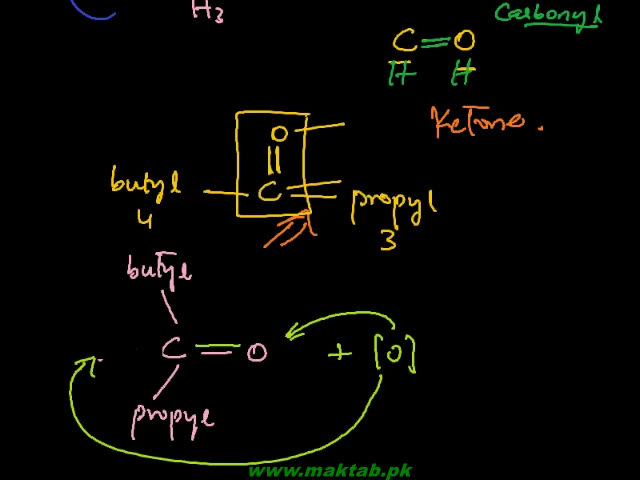 H3
Carbonyl
C=O
H H
Ketone.
O
||
butyl C propyl
4 3
butyl
C=O + [O]
propyl
www.maktab.pk